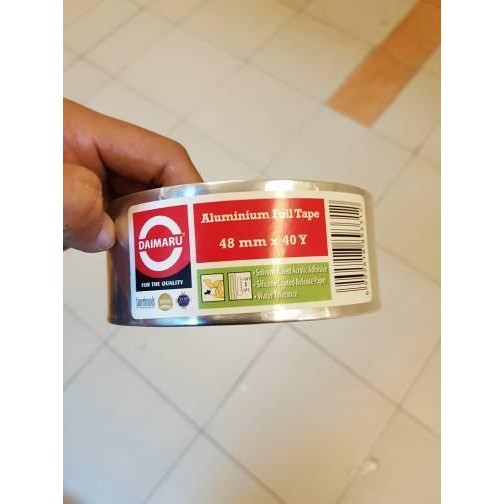 DAIMARU
FOR THE QUALITY
Aluminium Foil Tape
48 mm x 40 Y
• Solvent Based Acrylic Adhesive
• Silicone Coated Release Paper
• Water Tolerance